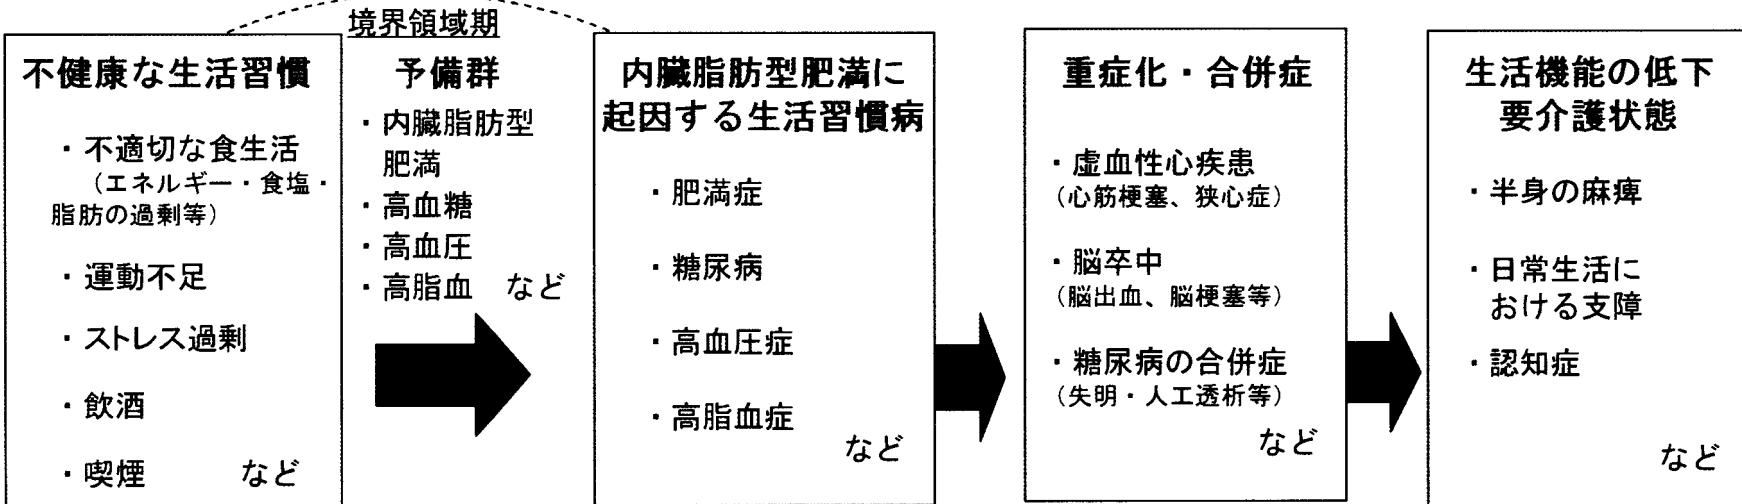 境界領域期
不健康な生活習慣
・不適切な食生活
（エネルギー・食塩・
脂肪の過剰等）
・運動不足
・ストレス過剰
・飲酒
・喫煙　など
予備群
・内臓脂肪型
肥満
・高血糖
・高血圧
・高脂血　など
内臓脂肪型肥満に
起因する生活習慣病
・肥満症
・糖尿病
・高血圧症
・高脂血症
など
重症化・合併症
・虚血性心疾患
（心筋梗塞、狭心症）
・脳卒中
（脳出血、脳梗塞等）
・糖尿病の合併症
（失明・人工透析等）
など
生活機能の低下
要介護状態
・半身の麻痺
・日常生活に
おける支障
・認知症
など